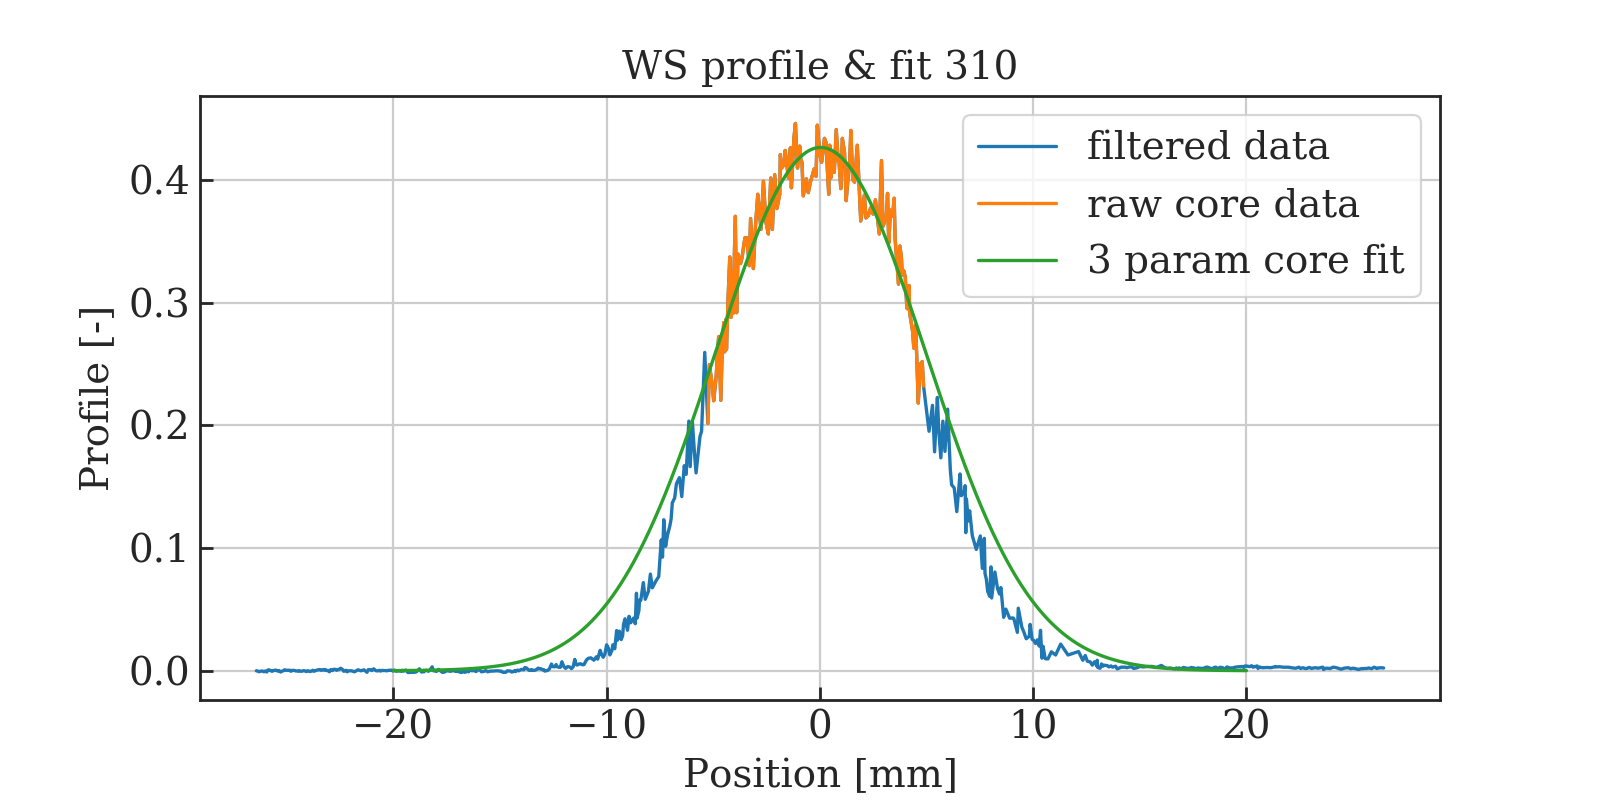 WS profile & fit 310
filtered data
raw core data
3 param core fit
Profile [-]
0.4
0.3
0.2
0.1
0.0
−20 −10 0 10 20
Position [mm]